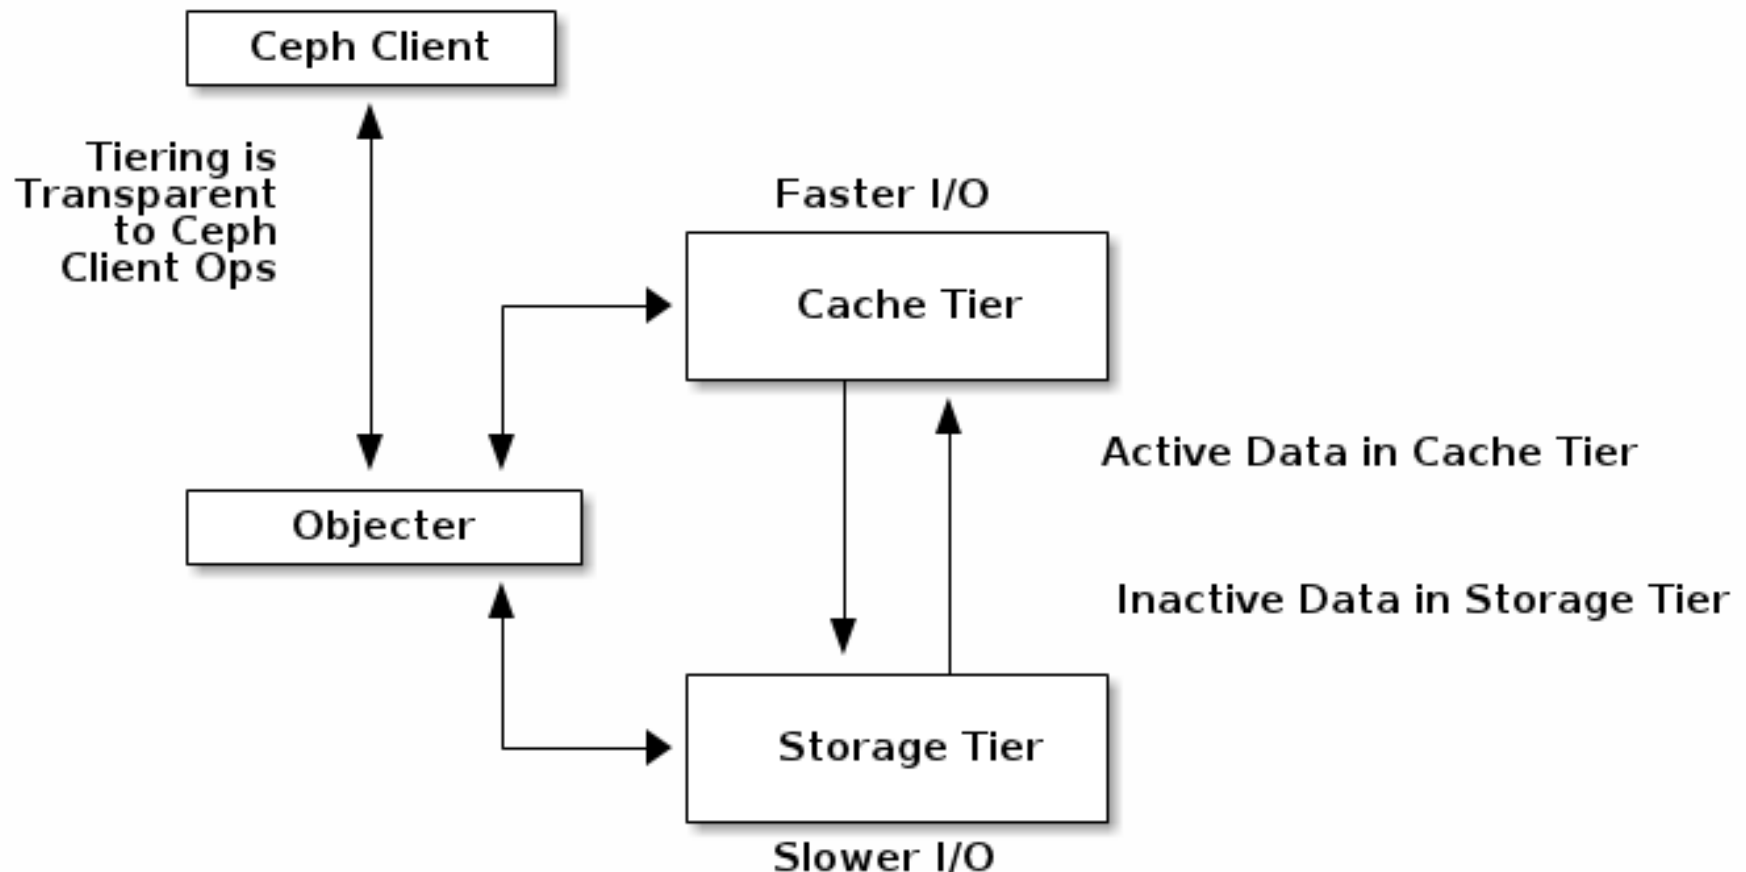 Ceph Client
Tiering is
Transparent
to Ceph
Client Ops
Faster I/O
Cache Tier
Active Data in Cache Tier
Objecter
Inactive Data in Storage Tier
Storage Tier
Slower I/O